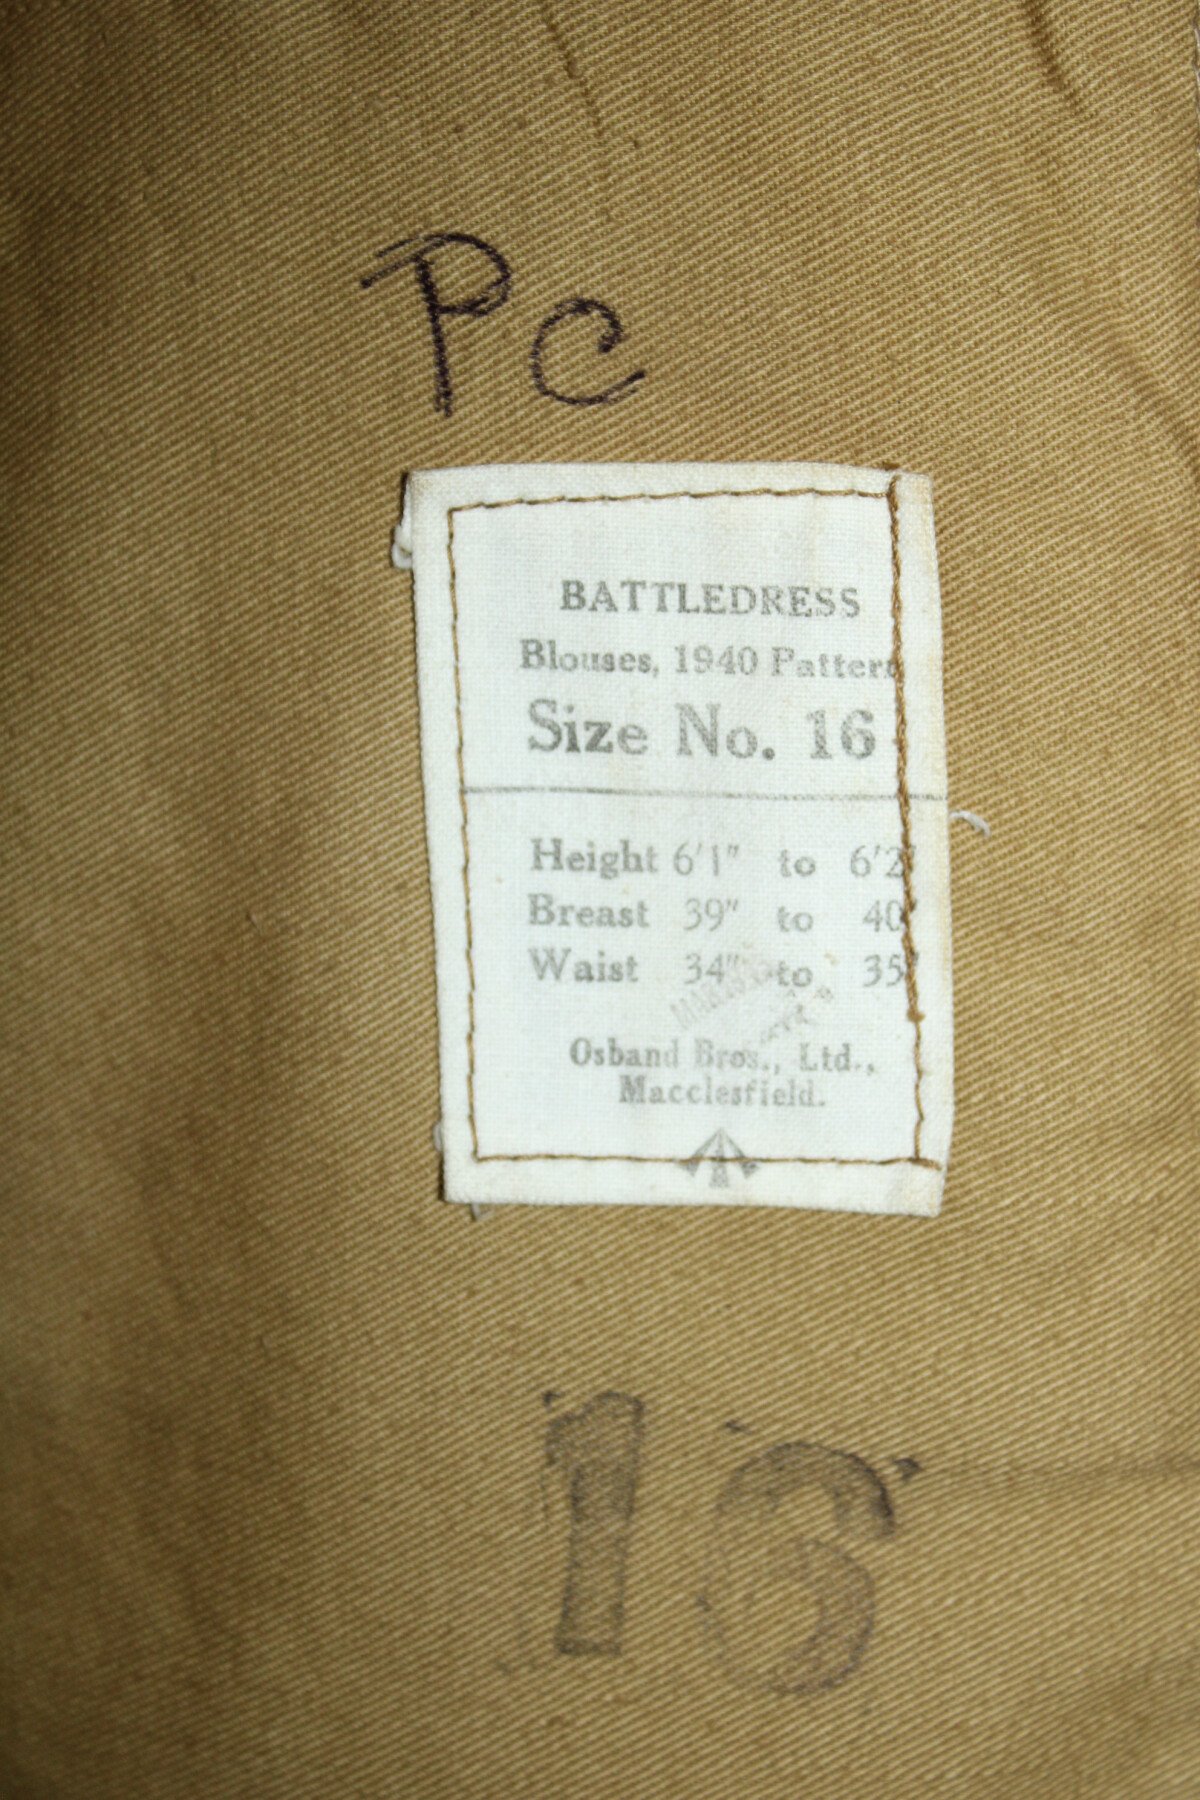 Pc
BATTLEDRESS
Blouses, 1940 Pattern
Size No. 16
Height 6'1" to 6'2"
Breast 39" to 40"
Waist 34" to 35"
Osband Bros., Ltd.,
Macclesfield.
16